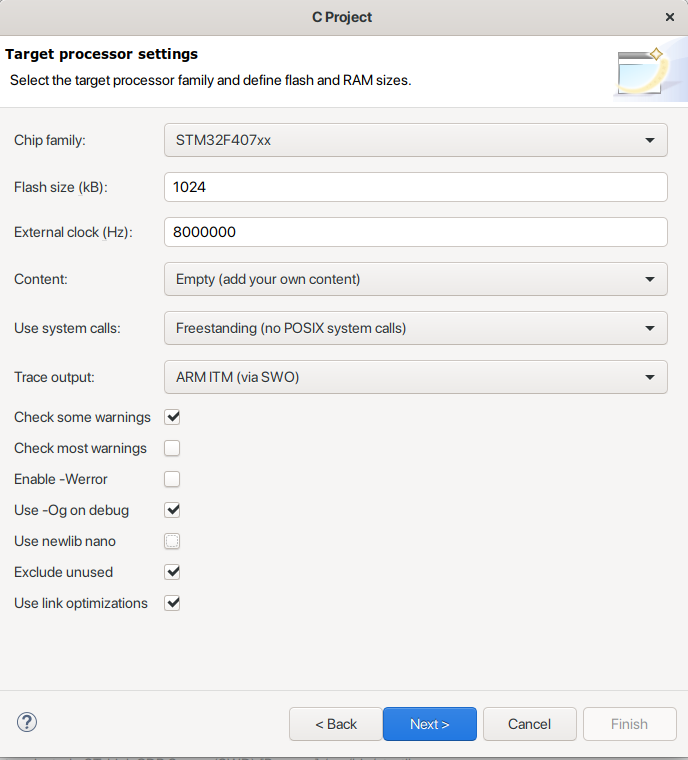 C Project
Target processor settings
Select the target processor family and define flash and RAM sizes.
Chip family: STM32F407xx
Flash size (kB): 1024
External clock (Hz): 8000000
Content: Empty (add your own content)
Use system calls: Freestanding (no POSIX system calls)
Trace output: ARM ITM (via SWO)
Check some warnings
Check most warnings
Enable -Werror
Use -Og on debug
Use newlib nano
Exclude unused
Use link optimizations
< Back Next > Cancel Finish